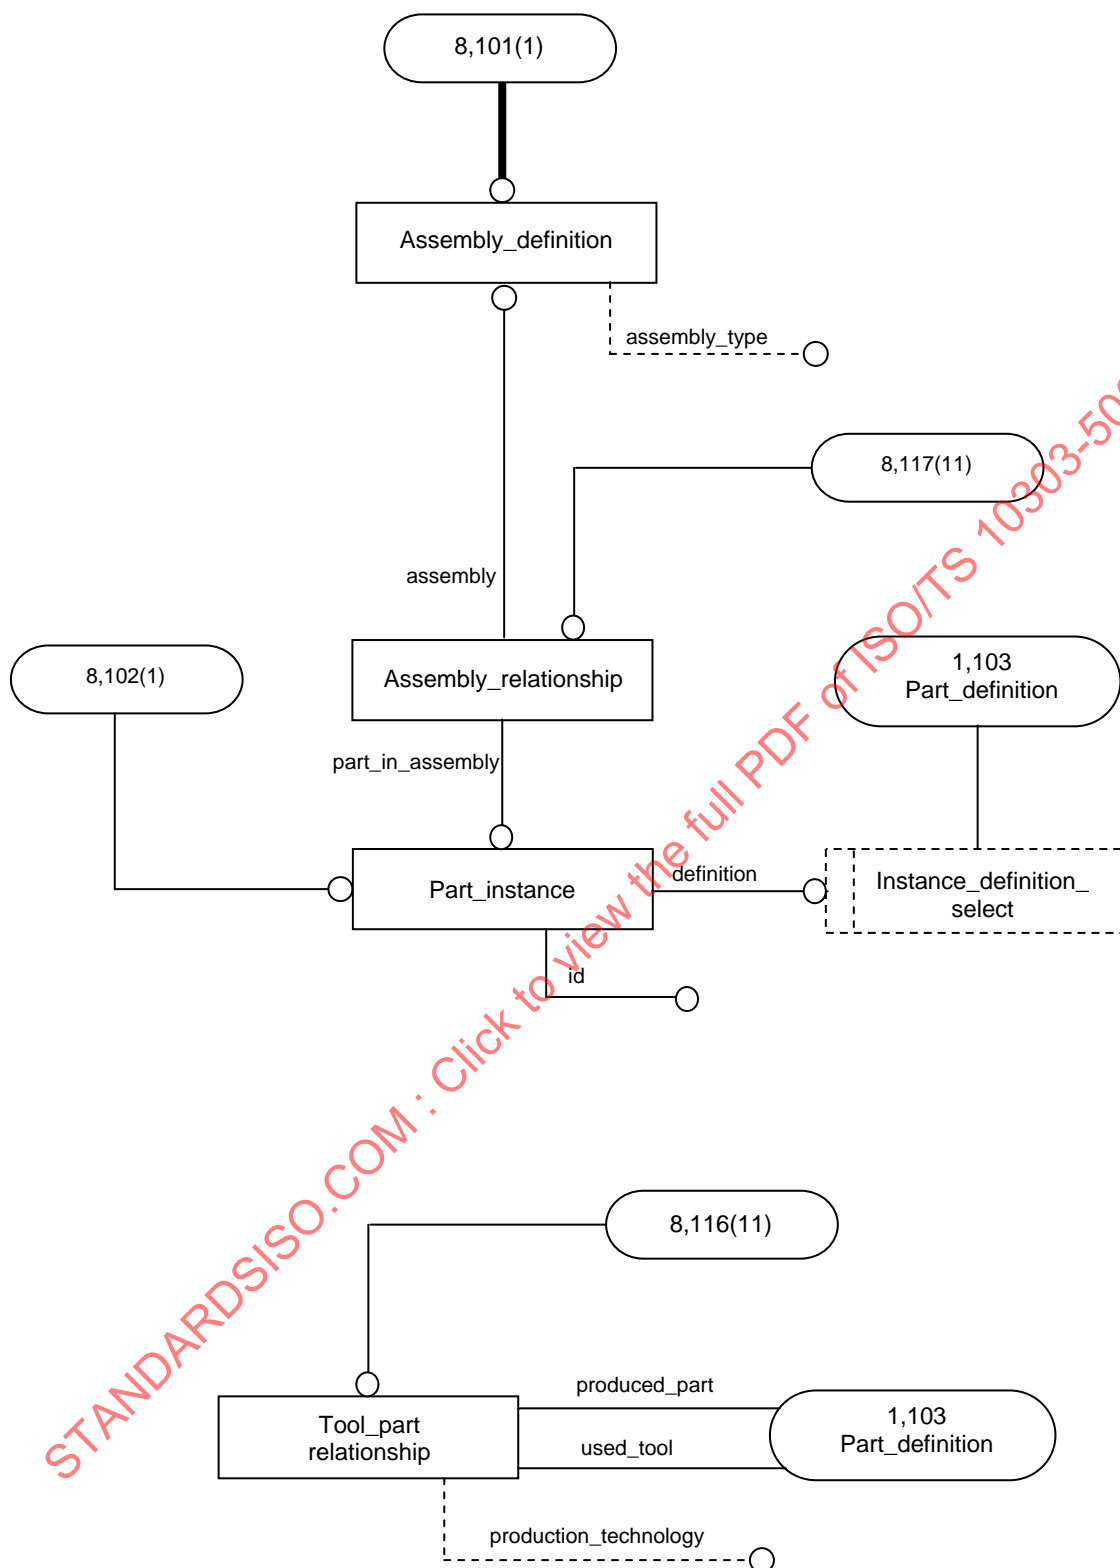 8,101(1)
Assembly_definition
assembly_type
8,117(11)
assembly
8,102(1)
Assembly_relationship
1,103
Part_definition
part_in_assembly
Part_instance
definition
Instance_definition_
select
id
8,116(11)
Tool_part
relationship
produced_part
used_tool
1,103
Part_definition
production_technology
STANDARDSISO.COM : Click to view the full PDF of ISO/TS 10303-50